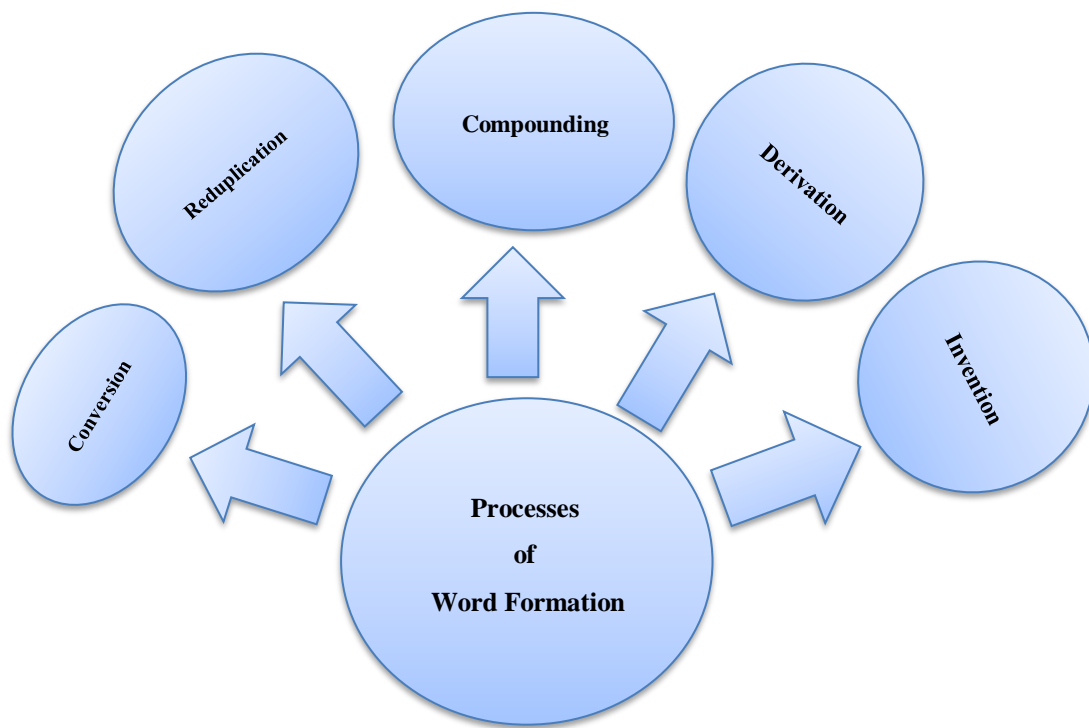 Compounding
Reduplication
Derivation
Conversion
Invention
Processes
of
Word Formation